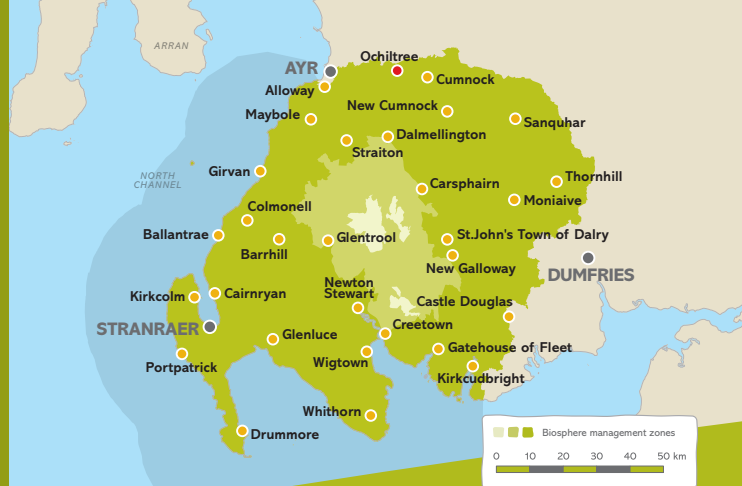 ARRAN
Ochiltree
AYR
Cumnock
Alloway
New Cumnock
Maybole
Sanquhar
Dalmellington
Straiton
Girvan
NORTH
CHANNEL
Thornhill
Carsphairn
Moniaive
Colmonell
Ballantrae
Glentrool
St.John's Town of Dalry
Barrhill
New Galloway
DUMFRIES
Newton
Stewart
Kirkcolm
Cairnryan
Castle Douglas
STRANRAER
Creetown
Glenluce
Gatehouse of Fleet
Wigtown
Portpatrick
Kirkcudbright
Whithorn
Drummore
Biosphere management zones
0 10 20 30 40 50 km